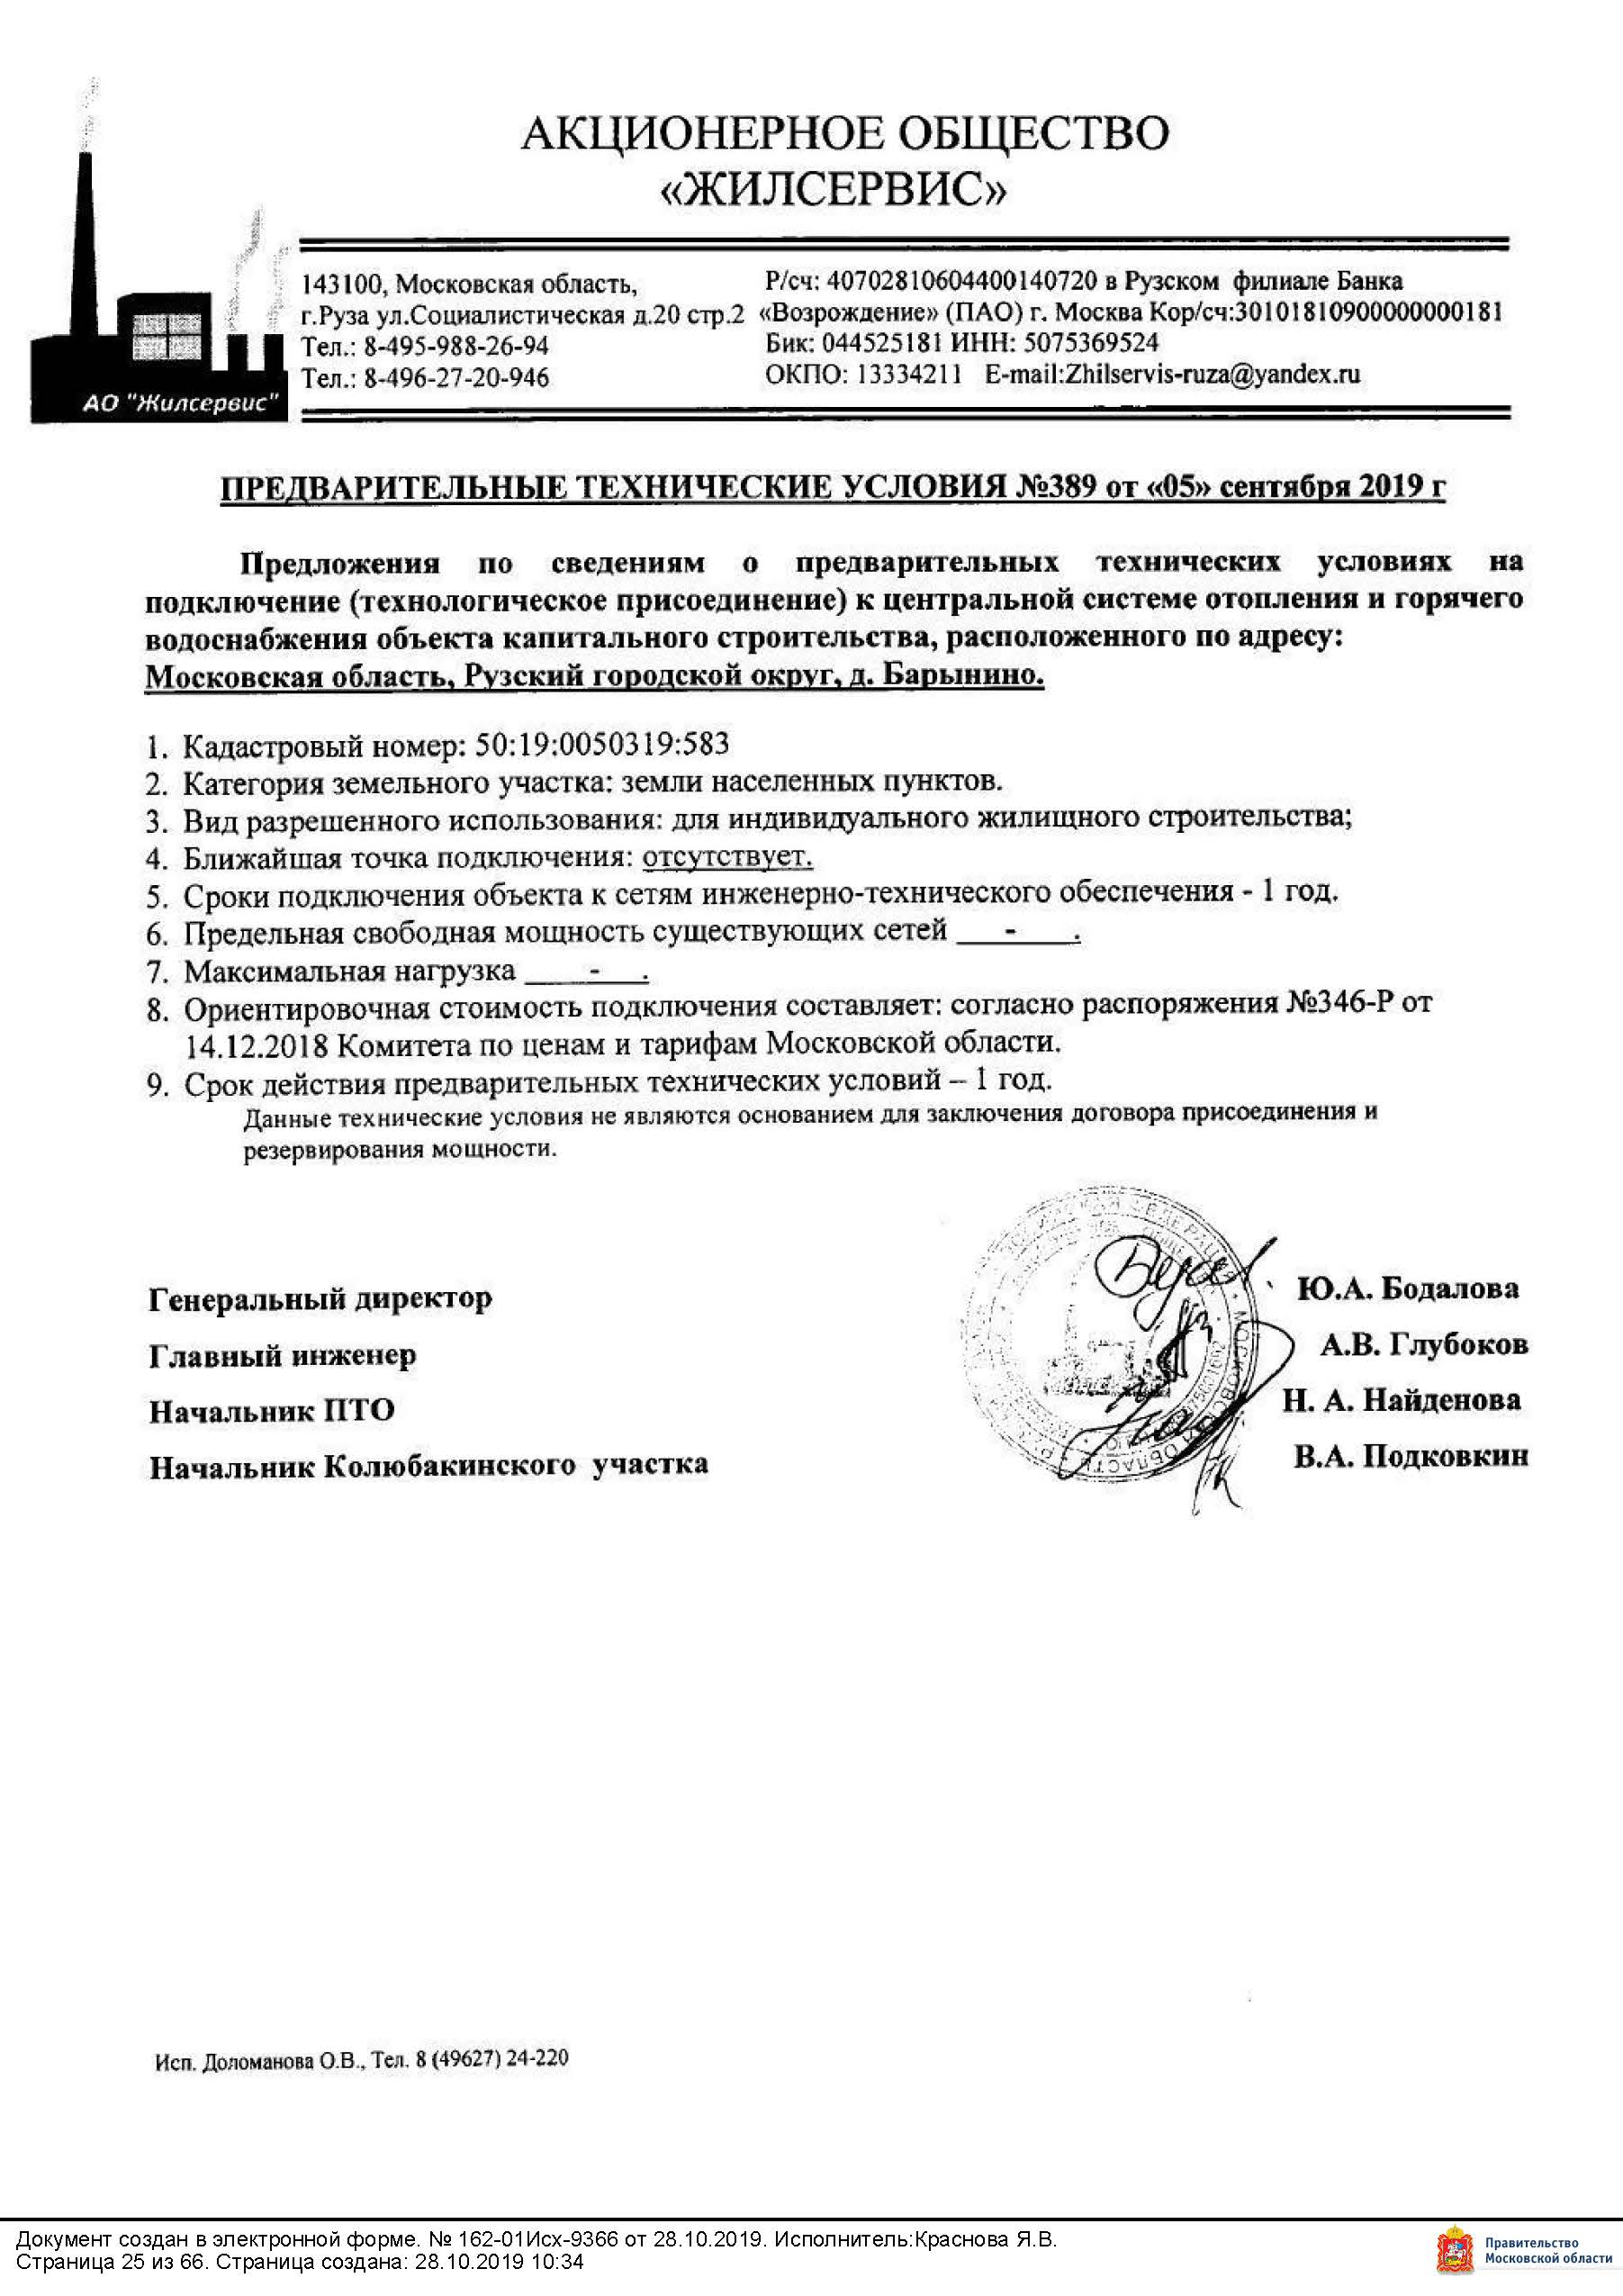 АКЦИОНЕРНОЕ ОБЩЕСТВО
«ЖИЛСЕРВИС»
143100, Московская область,
г.Руза ул.Социалистическая д.20 стр.2
Тел.: 8-495-988-26-94
Тел.: 8-496-27-20-946
Р/сч: 40702810604400140720 в Рузском филиале Банка
«Возрождение» (ПАО) г. Москва Кор/сч:30101810900000000181
Бик: 044525181 ИНН: 5075369524
ОКПО: 13334211 E-mail:Zhilservis-ruza@yandex.ru
АО "Жилсервис"
ПРЕДВАРИТЕЛЬНЫЕ ТЕХНИЧЕСКИЕ УСЛОВИЯ №389 от «05» сентября 2019 г
Предложения по сведениям о предварительных технических условиях на
подключение (технологическое присоединение) к центральной системе отопления и горячего
водоснабжения объекта капитального строительства, расположенного по адресу:
Московская область, Рузский городской округ, д. Барынино.
1. Кадастровый номер: 50:19:0050319:583
2. Категория земельного участка: земли населенных пунктов.
3. Вид разрешенного использования: для индивидуального жилищного строительства;
4. Ближайшая точка подключения: отсутствует.
5. Сроки подключения объекта к сетям инженерно-технического обеспечения - 1 год.
6. Предельная свободная мощность существующих сетей ___-____.
7. Максимальная нагрузка ____-___.
8. Ориентировочная стоимость подключения составляет: согласно распоряжения №346-Р от
14.12.2018 Комитета по ценам и тарифам Московской области.
9. Срок действия предварительных технических условий – 1 год.
Данные технические условия не являются основанием для заключения договора присоединения и
резервирования мощности.
Генеральный директор Ю.А. Бодалова
Главный инженер А.В. Глубоков
Начальник ПТО Н. А. Найденова
Начальник Колюбакинского участка В.А. Подковкин
Исп. Доломанова О.В., Тел. 8 (49627) 24-220
Документ создан в электронной форме. № 162-01Исх-9366 от 28.10.2019. Исполнитель:Краснова Я.В.
Страница 25 из 66. Страница создана: 28.10.2019 10:34
Правительство
Московской области